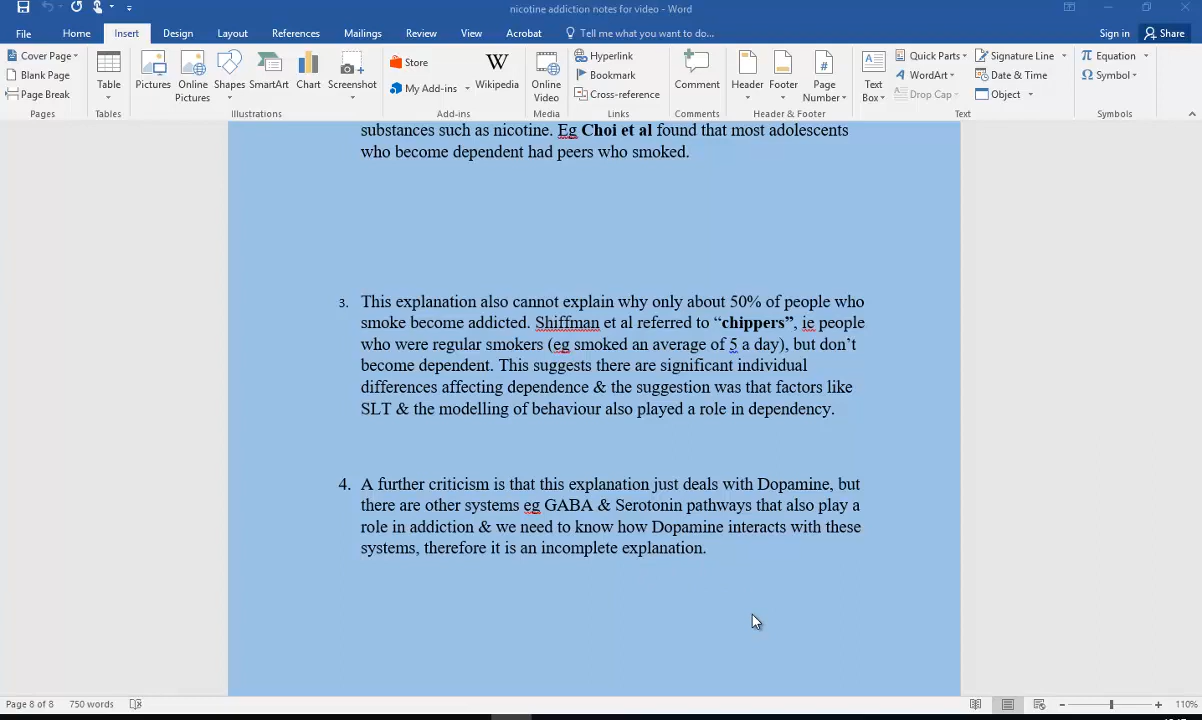 nicotine addiction notes for video - Word
File Home Insert Design Layout References Mailings Review View Acrobat Tell me what you want to do... Sign in Share
Cover Page
Blank Page
Page Break
Pages
Table
Tables
Pictures
Online Pictures
Shapes
SmartArt
Chart
Screenshot
Illustrations
Store
My Add-ins
Wikipedia
Add-ins
Online Video
Media
Hyperlink
Bookmark
Cross-reference
Links
Comment
Comments
Header
Footer
Page Number
Header & Footer
Text Box
Quick Parts
WordArt
Drop Cap
Signature Line
Date & Time
Object
Text
Equation
Symbol
Symbols
substances such as nicotine. Eg Choi et al found that most adolescents
who become dependent had peers who smoked.
3. This explanation also cannot explain why only about 50% of people who
smoke become addicted. Shiffman et al referred to “chippers”, ie people
who were regular smokers (eg smoked an average of 5 a day), but don’t
become dependent. This suggests there are significant individual
differences affecting dependence & the suggestion was that factors like
SLT & the modelling of behaviour also played a role in dependency.
4. A further criticism is that this explanation just deals with Dopamine, but
there are other systems eg GABA & Serotonin pathways that also play a
role in addiction & we need to know how Dopamine interacts with these
systems, therefore it is an incomplete explanation.
Page 8 of 8 750 words 110%